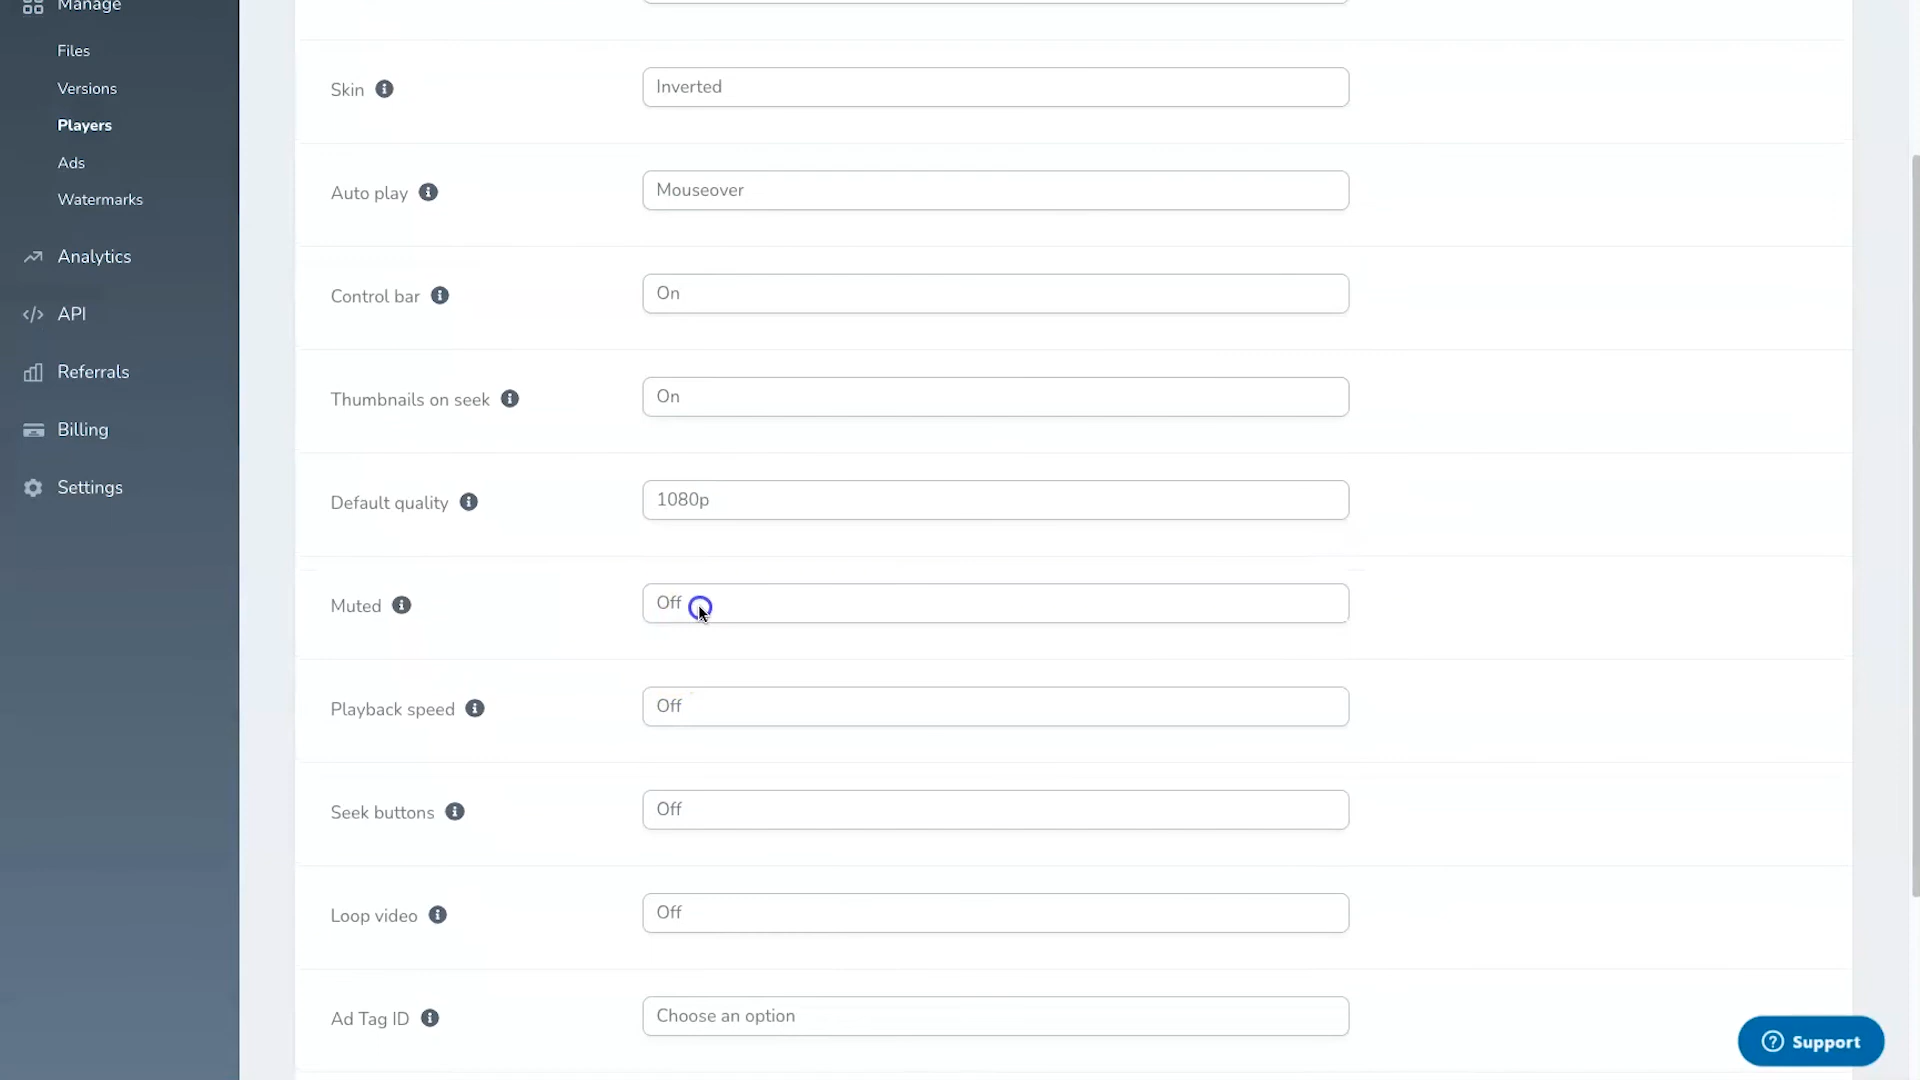 Manage
Files
Versions
Players
Ads
Watermarks
Analytics
API
Referrals
Billing
Settings
Skin
Inverted
Auto play
Mouseover
Control bar
On
Thumbnails on seek
On
Default quality
1080p
Muted
Off
Playback speed
Off
Seek buttons
Off
Loop video
Off
Ad Tag ID
Choose an option
Support